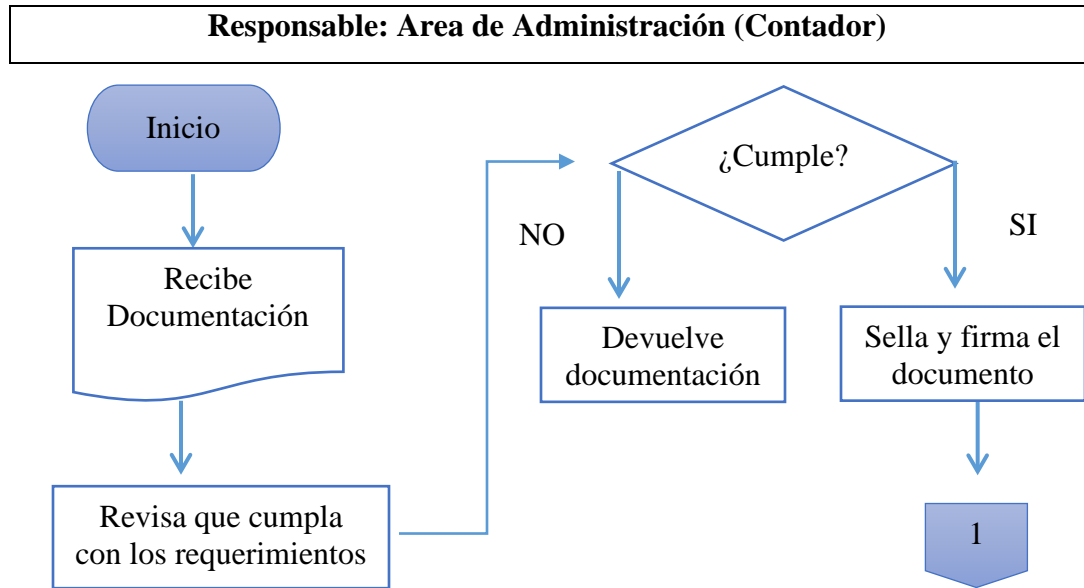 Responsable: Area de Administración (Contador)
Inicio
Recibe
Documentación
Revisa que cumpla
con los requerimientos
¿Cumple?
NO
Devuelve
documentación
SI
Sella y firma el
documento
1